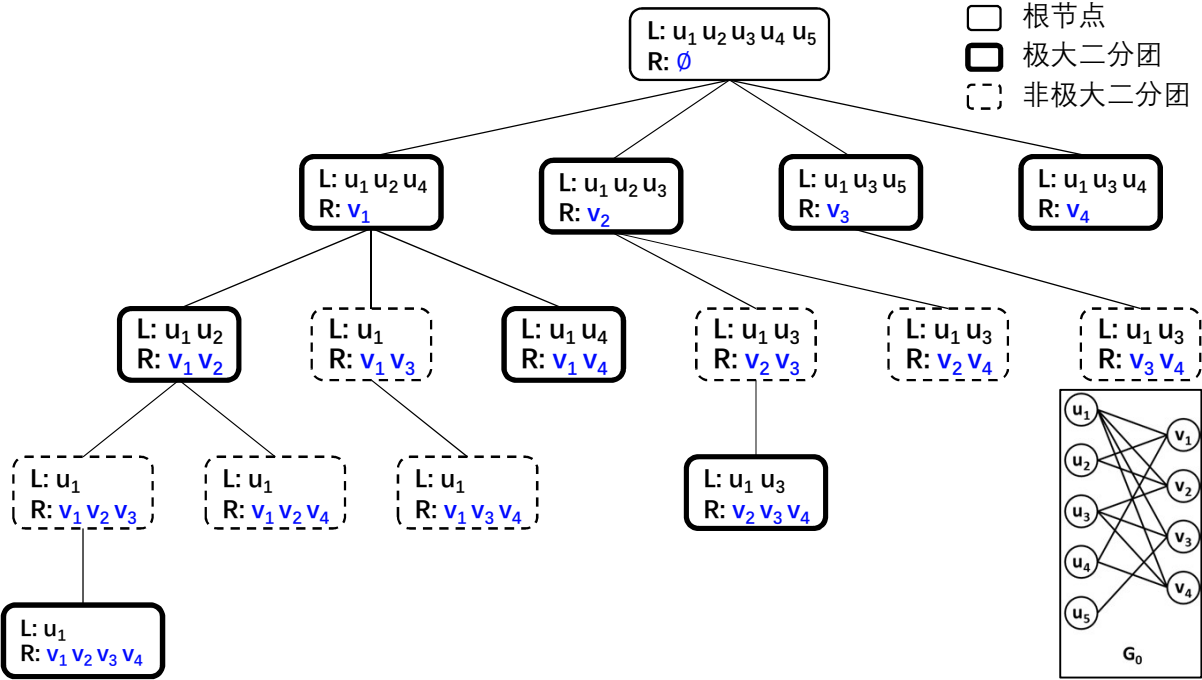 L: u₁ u₂ u₃ u₄ u₅
R: ∅
根节点
极大二分团
非极大二分团
L: u₁ u₂ u₄
R: v₁
L: u₁ u₂ u₃
R: v₂
L: u₁ u₃ u₅
R: v₃
L: u₁ u₃ u₄
R: v₄
L: u₁ u₂
R: v₁ v₂
L: u₁
R: v₁ v₃
L: u₁ u₄
R: v₁ v₄
L: u₁ u₃
R: v₂ v₃
L: u₁ u₃
R: v₂ v₄
L: u₁ u₃
R: v₃ v₄
L: u₁
R: v₁ v₂ v₃
L: u₁
R: v₁ v₂ v₄
L: u₁
R: v₁ v₃ v₄
L: u₁ u₃
R: v₂ v₃ v₄
L: u₁
R: v₁ v₂ v₃ v₄
u₁
v₁
u₂
v₂
u₃
v₃
u₄
v₄
u₅
G₀